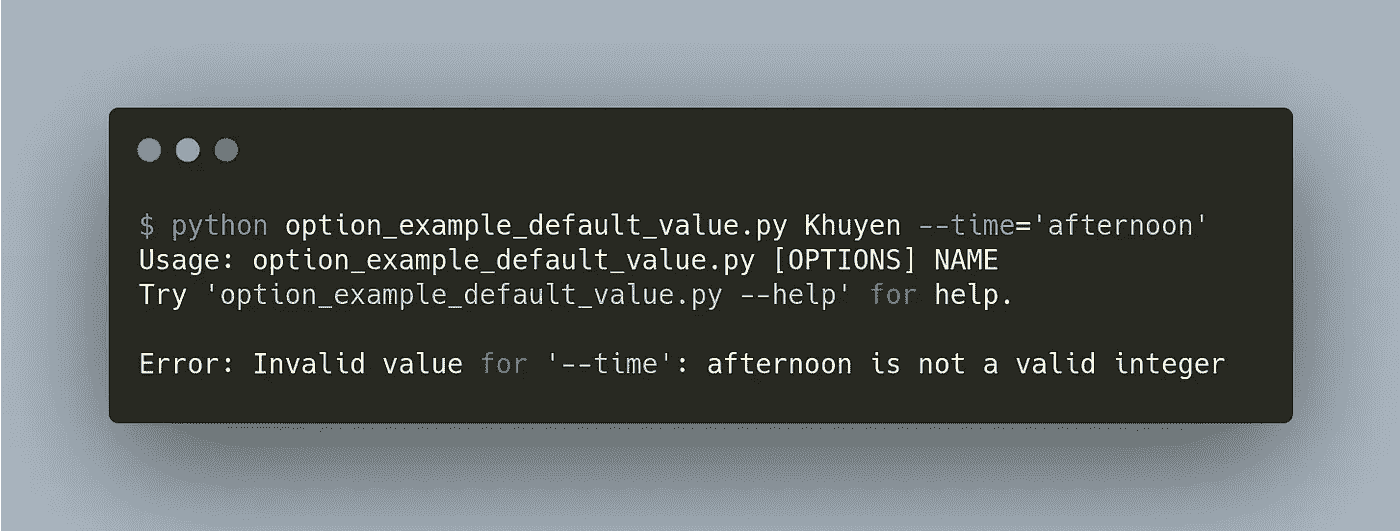 $ python option_example_default_value.py Khuyen --time='afternoon'
Usage: option_example_default_value.py [OPTIONS] NAME
Try 'option_example_default_value.py --help' for help.
Error: Invalid value for '--time': afternoon is not a valid integer